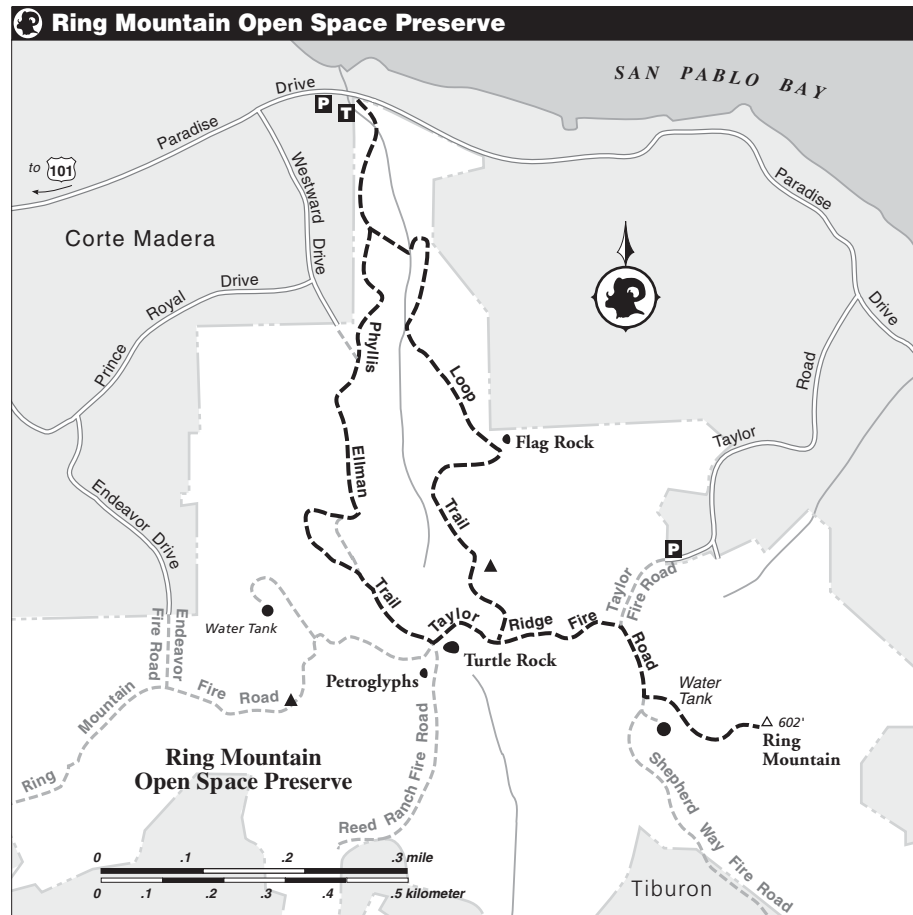 Ring Mountain Open Space Preserve
SAN PABLO BAY
Drive
P
T
Paradise
to 101
Westward Drive
Paradise
Drive
Corte Madera
Royal Drive
Prince
Phyllis
Loop
Road
Taylor
Flag Rock
Ellman
Endeavor Drive
Trail
P
Taylor
Fire Road
Trail
Taylor Ridge Fire Road
Water Tank
Endeavor
Fire Road
Turtle Rock
Petroglyphs
Water
Tank
Ring Mountain Fire Road
602'
Ring
Mountain
Ring Mountain
Open Space Preserve
Reed Ranch Fire Road
Shepherd Way Fire Road
0 .1 .2 .3 mile
0 .1 .2 .3 .4 .5 kilometer
Tiburon